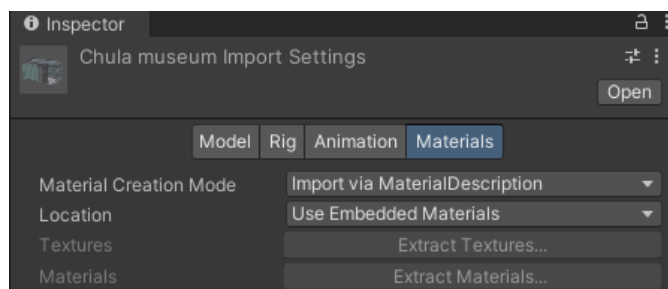 Inspector
Chula museum Import Settings
Open
Model Rig Animation Materials
Material Creation Mode Import via MaterialDescription
Location Use Embedded Materials
Textures Extract Textures...
Materials Extract Materials...